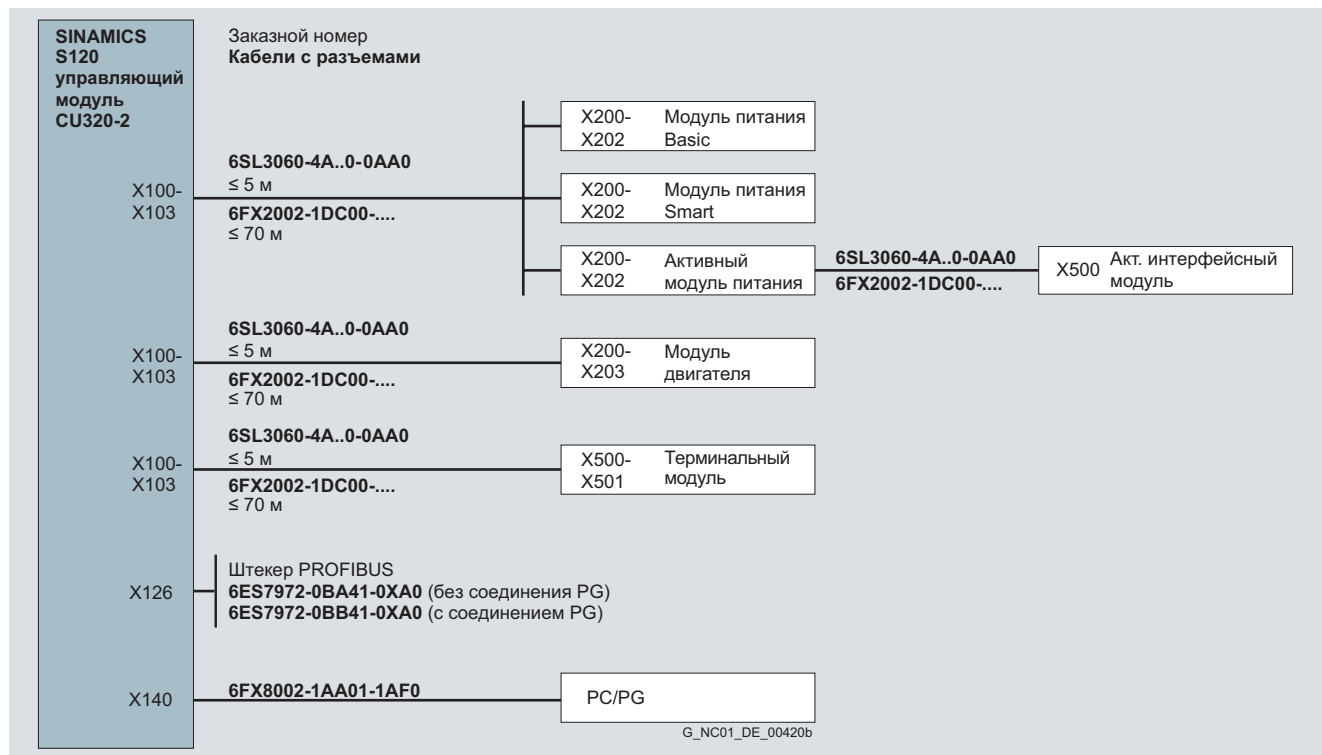 SINAMICS
S120
управляющий
модуль
CU320-2
Заказной номер
Кабели с разъемами
X200- Модуль питания
X202 Basic
6SL3060-4A..0-0AA0
X100- ≤ 5 м
X103 6FX2002-1DC00-....
≤ 70 м
X200- Модуль питания
X202 Smart
X200- Активный
X202 модуль питания
6SL3060-4A..0-0AA0
6FX2002-1DC00-....
X500 Акт. интерфейсный
модуль
6SL3060-4A..0-0AA0
X100- ≤ 5 м
X103 6FX2002-1DC00-....
≤ 70 м
X200- Модуль
X203 двигателя
6SL3060-4A..0-0AA0
X100- ≤ 5 м
X103 6FX2002-1DC00-....
≤ 70 м
X500- Терминальный
X501 модуль
Штекер PROFIBUS
X126 6ES7972-0BA41-0XA0 (без соединения PG)
6ES7972-0BB41-0XA0 (с соединением PG)
X140 6FX8002-1AA01-1AF0 PC/PG
G_NC01_DE_00420b